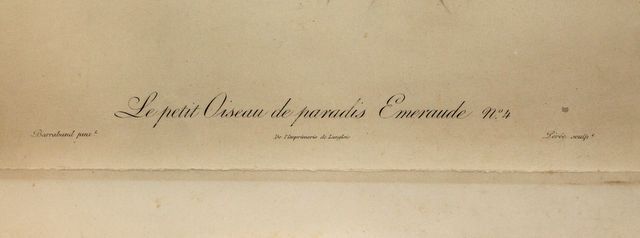 Le petit Oiseau de paradis Emeraude N.º 4
Barraband pinx.t De l'Imprimerie de Langlois Pérée sculp.t